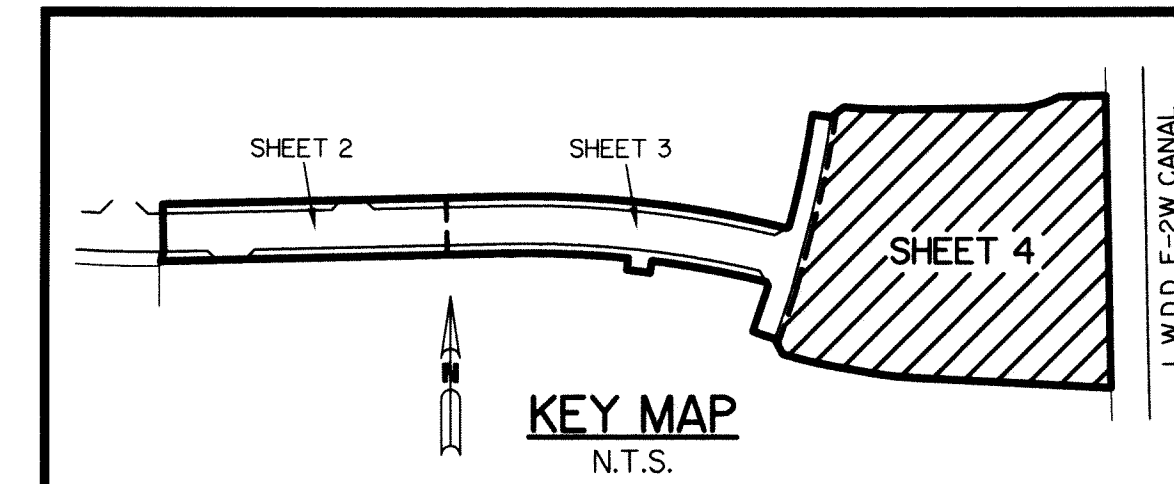 SHEET 2
SHEET 3
SHEET 4
L.W.D.D. E-2W CANAL
N
KEY MAP
N.T.S.